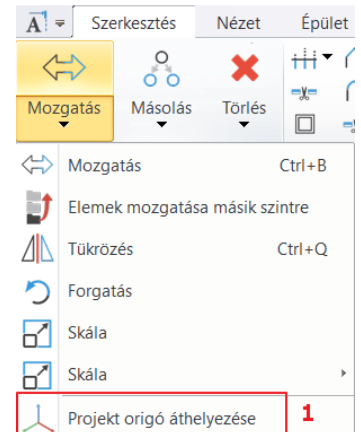 A Szerkesztés Nézet Épület
Mozgatás Másolás Törlés
Mozgatás Ctrl+B
Elemek mozgatása másik szintre
Tükrözés Ctrl+Q
Forgatás
Skála
Skála
Projekt origó áthelyezése 1